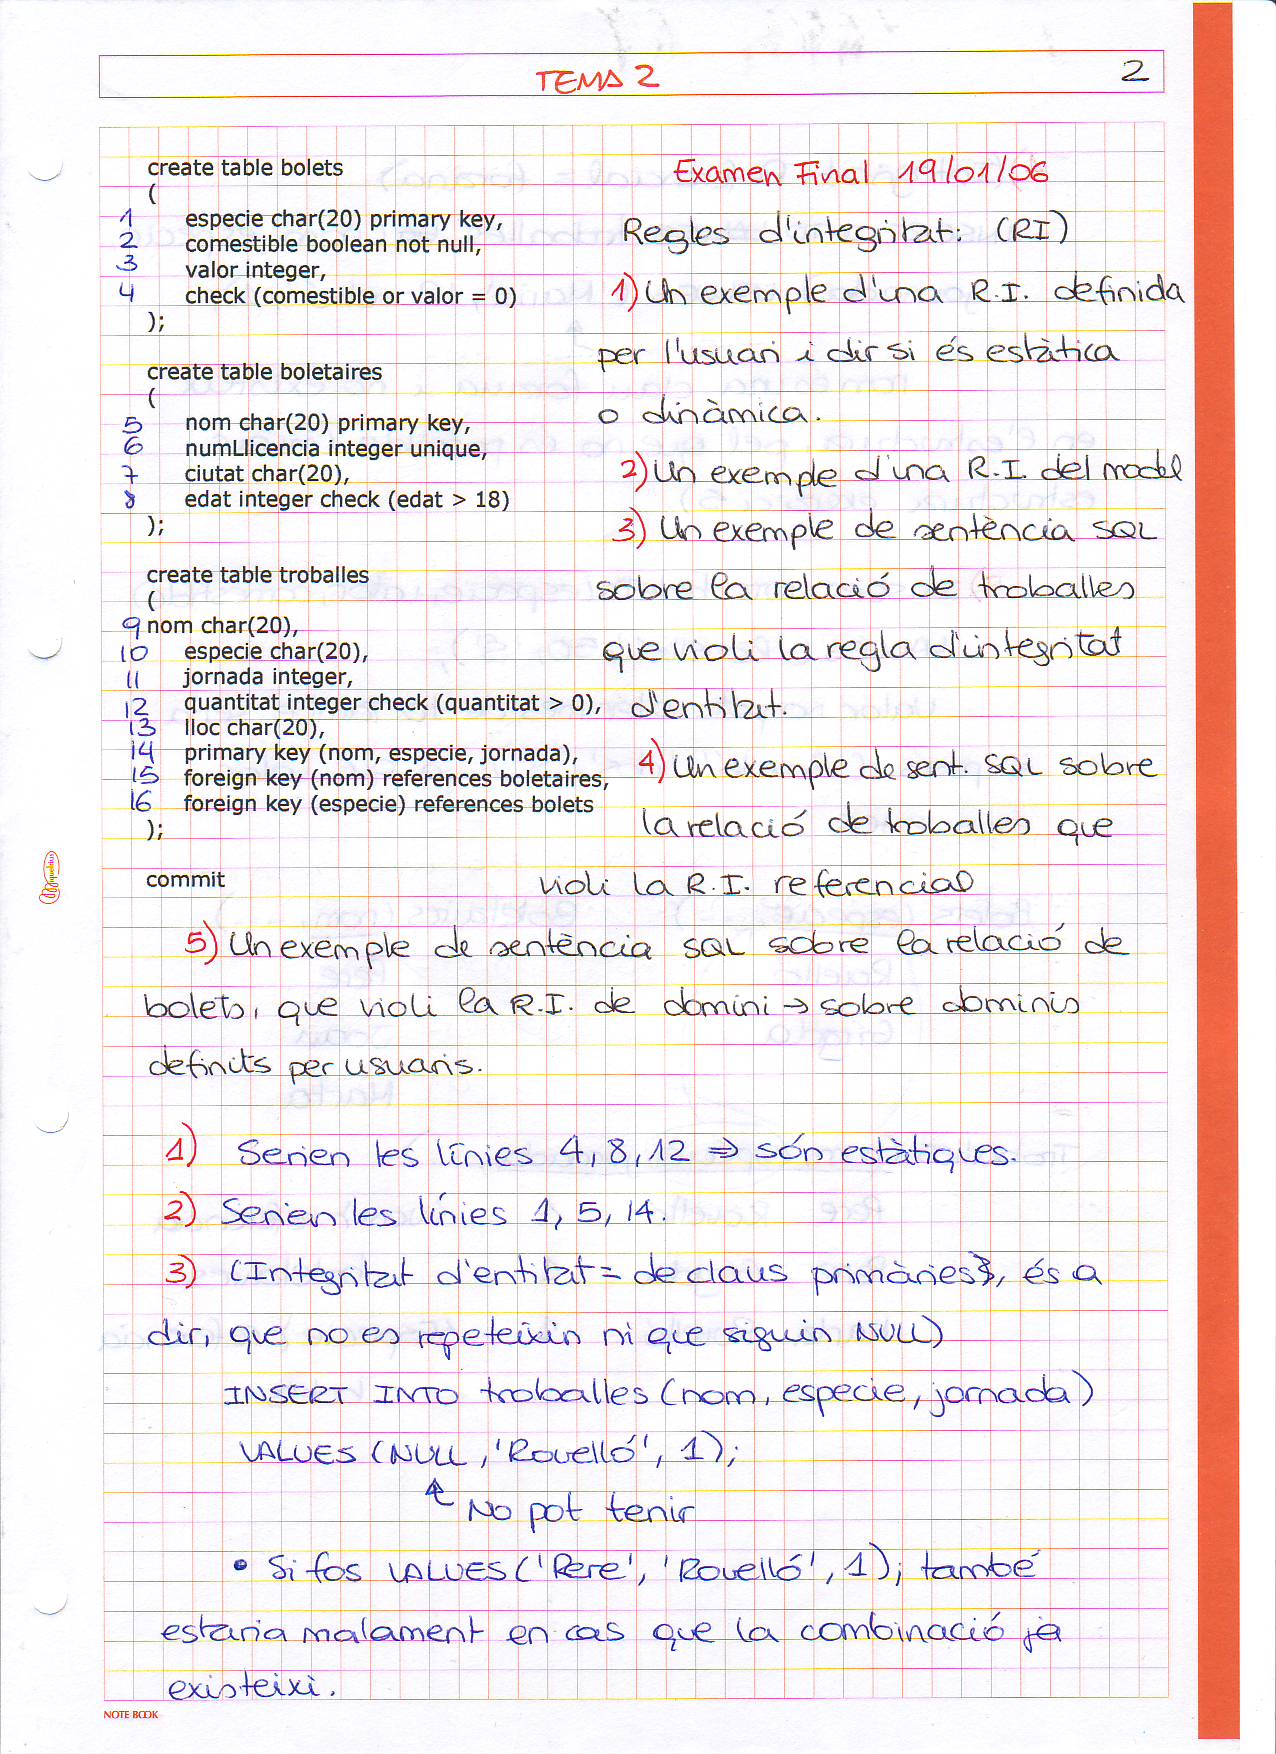 TEMA 2
2
create table bolets
(
1 especie char(20) primary key,
2 comestible boolean not null,
3 valor integer,
4 check (comestible or valor = 0)
);
create table boletaires
(
5 nom char(20) primary key,
6 numLlicencia integer unique,
7 ciutat char(20),
8 edat integer check (edat > 18)
);
create table troballes
(
9 nom char(20),
10 especie char(20),
11 jornada integer,
12 quantitat integer check (quantitat > 0),
13 lloc char(20),
14 primary key (nom, especie, jornada),
15 foreign key (nom) references boletaires,
16 foreign key (especie) references bolets
);
commit
Examen Final 19/01/06
Regles d'integritat: (RI)
1) Un exemple d'una R.I. definida
per l'usuari i dir si és estàtica
o dinàmica.
2) Un exemple d'una R.I. del model
3) Un exemple de sentència SQL
sobre la relació de troballes
que violi la regla d'integritat
d'entitat.
4) Un exemple de sent. SQL sobre
la relació de troballes que
violi la R.I. referencial
5) Un exemple de sentència SQL sobre la relació de
bolets, que violi la R.I. de domini → sobre dominis
definits per usuaris.
1) Serien les línies 4, 8, 12 ⇒ són estàtiques.
2) Serien les línies 1, 5, 14.
3) (Integritat d'entitat = de claus primàries, és a
dir, que no es repeteixin ni que siguin NULL)
INSERT INTO troballes (nom, especie, jornada)
VALUES (NULL, 'Rovelló', 1);
↑ No pot tenir
• Si fos VALUES ('Pere', 'Rovelló', 1); també
estaria malament en cas que la combinació ja
existeixi.
NOTE BOOK